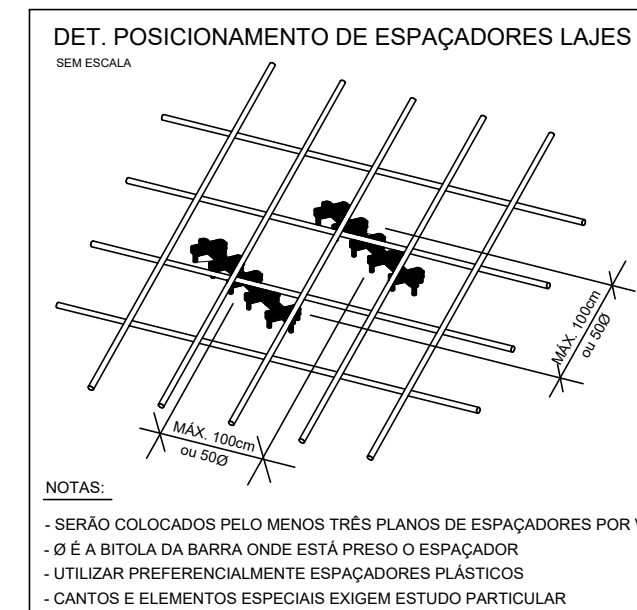 DET. POSICIONAMENTO DE ESPAÇADORES LAJES
SEM ESCALA
MÁX. 100cm
ou 50Ø
MÁX. 100cm
ou 50Ø
NOTAS:
- SERÃO COLOCADOS PELO MENOS TRÊS PLANOS DE ESPAÇADORES POR
- Ø É A BITOLA DA BARRA ONDE ESTÁ PRESO O ESPAÇADOR
- UTILIZAR PREFERENCIALMENTE ESPAÇADORES PLÁSTICOS
- CANTOS E ELEMENTOS ESPECIAIS EXIGEM ESTUDO PARTICULAR